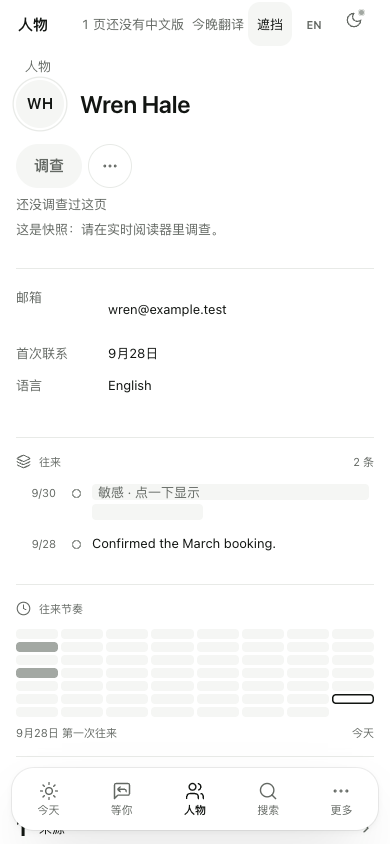 人物
1 页还没有中文版 今晚翻译 遮挡 EN
人物
WH
Wren Hale
调查
还没调查过这页
这是快照：请在实时阅读器里调查。
邮箱
wren@example.test
首次联系 9月28日
语言 English
往来 2 条
9/30 敏感 · 点一下显示
9/28 Confirmed the March booking.
往来节奏
9月28日 第一次往来 今天
今天 等你 人物 搜索 更多
来源